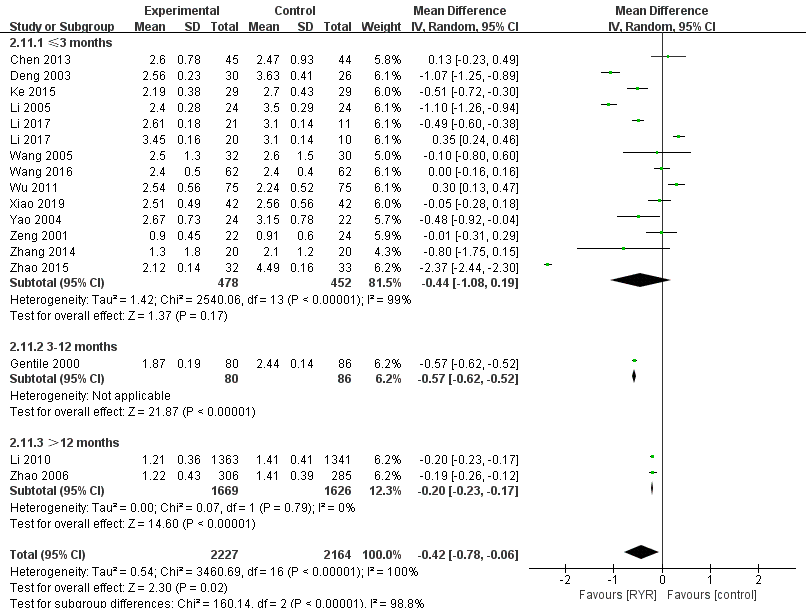 Experimental Control Mean Difference Mean Difference
Study or Subgroup Mean SD Total Mean SD Total Weight IV, Random, 95% CI IV, Random, 95% CI
2.11.1 ≤3 months
Chen 2013 2.6 0.78 45 2.47 0.93 44 5.8% 0.13 [-0.23, 0.49]
Deng 2003 2.56 0.23 30 3.63 0.41 26 6.1% -1.07 [-1.25, -0.89]
Ke 2015 2.19 0.38 29 2.7 0.43 29 6.0% -0.51 [-0.72, -0.30]
Li 2005 2.4 0.28 24 3.5 0.29 24 6.1% -1.10 [-1.26, -0.94]
Li 2017 2.61 0.18 21 3.1 0.14 11 6.1% -0.49 [-0.60, -0.38]
Li 2017 3.45 0.16 20 3.1 0.14 10 6.1% 0.35 [0.24, 0.46]
Wang 2005 2.5 1.3 32 2.6 1.5 30 5.0% -0.10 [-0.80, 0.60]
Wang 2016 2.4 0.5 62 2.4 0.4 62 6.1% 0.00 [-0.16, 0.16]
Wu 2011 2.54 0.56 75 2.24 0.52 75 6.1% 0.30 [0.13, 0.47]
Xiao 2019 2.51 0.49 42 2.56 0.56 42 6.0% -0.05 [-0.28, 0.18]
Yao 2004 2.67 0.73 24 3.15 0.78 22 5.7% -0.48 [-0.92, -0.04]
Zeng 2001 0.9 0.45 22 0.91 0.6 24 5.9% -0.01 [-0.31, 0.29]
Zhang 2014 1.3 1.8 20 2.1 1.2 20 4.3% -0.80 [-1.75, 0.15]
Zhao 2015 2.12 0.14 32 4.49 0.16 33 6.2% -2.37 [-2.44, -2.30]
Subtotal (95% CI) 478 452 81.5% -0.44 [-1.08, 0.19]
Heterogeneity: Tau² = 1.42; Chi² = 2540.06, df = 13 (P < 0.00001); I² = 99%
Test for overall effect: Z = 1.37 (P = 0.17)
2.11.2 3-12 months
Gentile 2000 1.87 0.19 80 2.44 0.14 86 6.2% -0.57 [-0.62, -0.52]
Subtotal (95% CI) 80 86 6.2% -0.57 [-0.62, -0.52]
Heterogeneity: Not applicable
Test for overall effect: Z = 21.87 (P < 0.00001)
2.11.3 >12 months
Li 2010 1.21 0.36 1363 1.41 0.41 1341 6.2% -0.20 [-0.23, -0.17]
Zhao 2006 1.22 0.43 306 1.41 0.39 285 6.2% -0.19 [-0.26, -0.12]
Subtotal (95% CI) 1669 1626 12.3% -0.20 [-0.23, -0.17]
Heterogeneity: Tau² = 0.00; Chi² = 0.07, df = 1 (P = 0.79); I² = 0%
Test for overall effect: Z = 14.60 (P < 0.00001)
Total (95% CI) 2227 2164 100.0% -0.42 [-0.78, -0.06]
Heterogeneity: Tau² = 0.54; Chi² = 3460.69, df = 16 (P < 0.00001); I² = 100%
-2 -1 0 1 2
Test for overall effect: Z = 2.30 (P = 0.02)
Favours [RYR] Favours [control]
Test for subgroup differences: Chi² = 160.14, df = 2 (P < 0.00001), I² = 98.8%